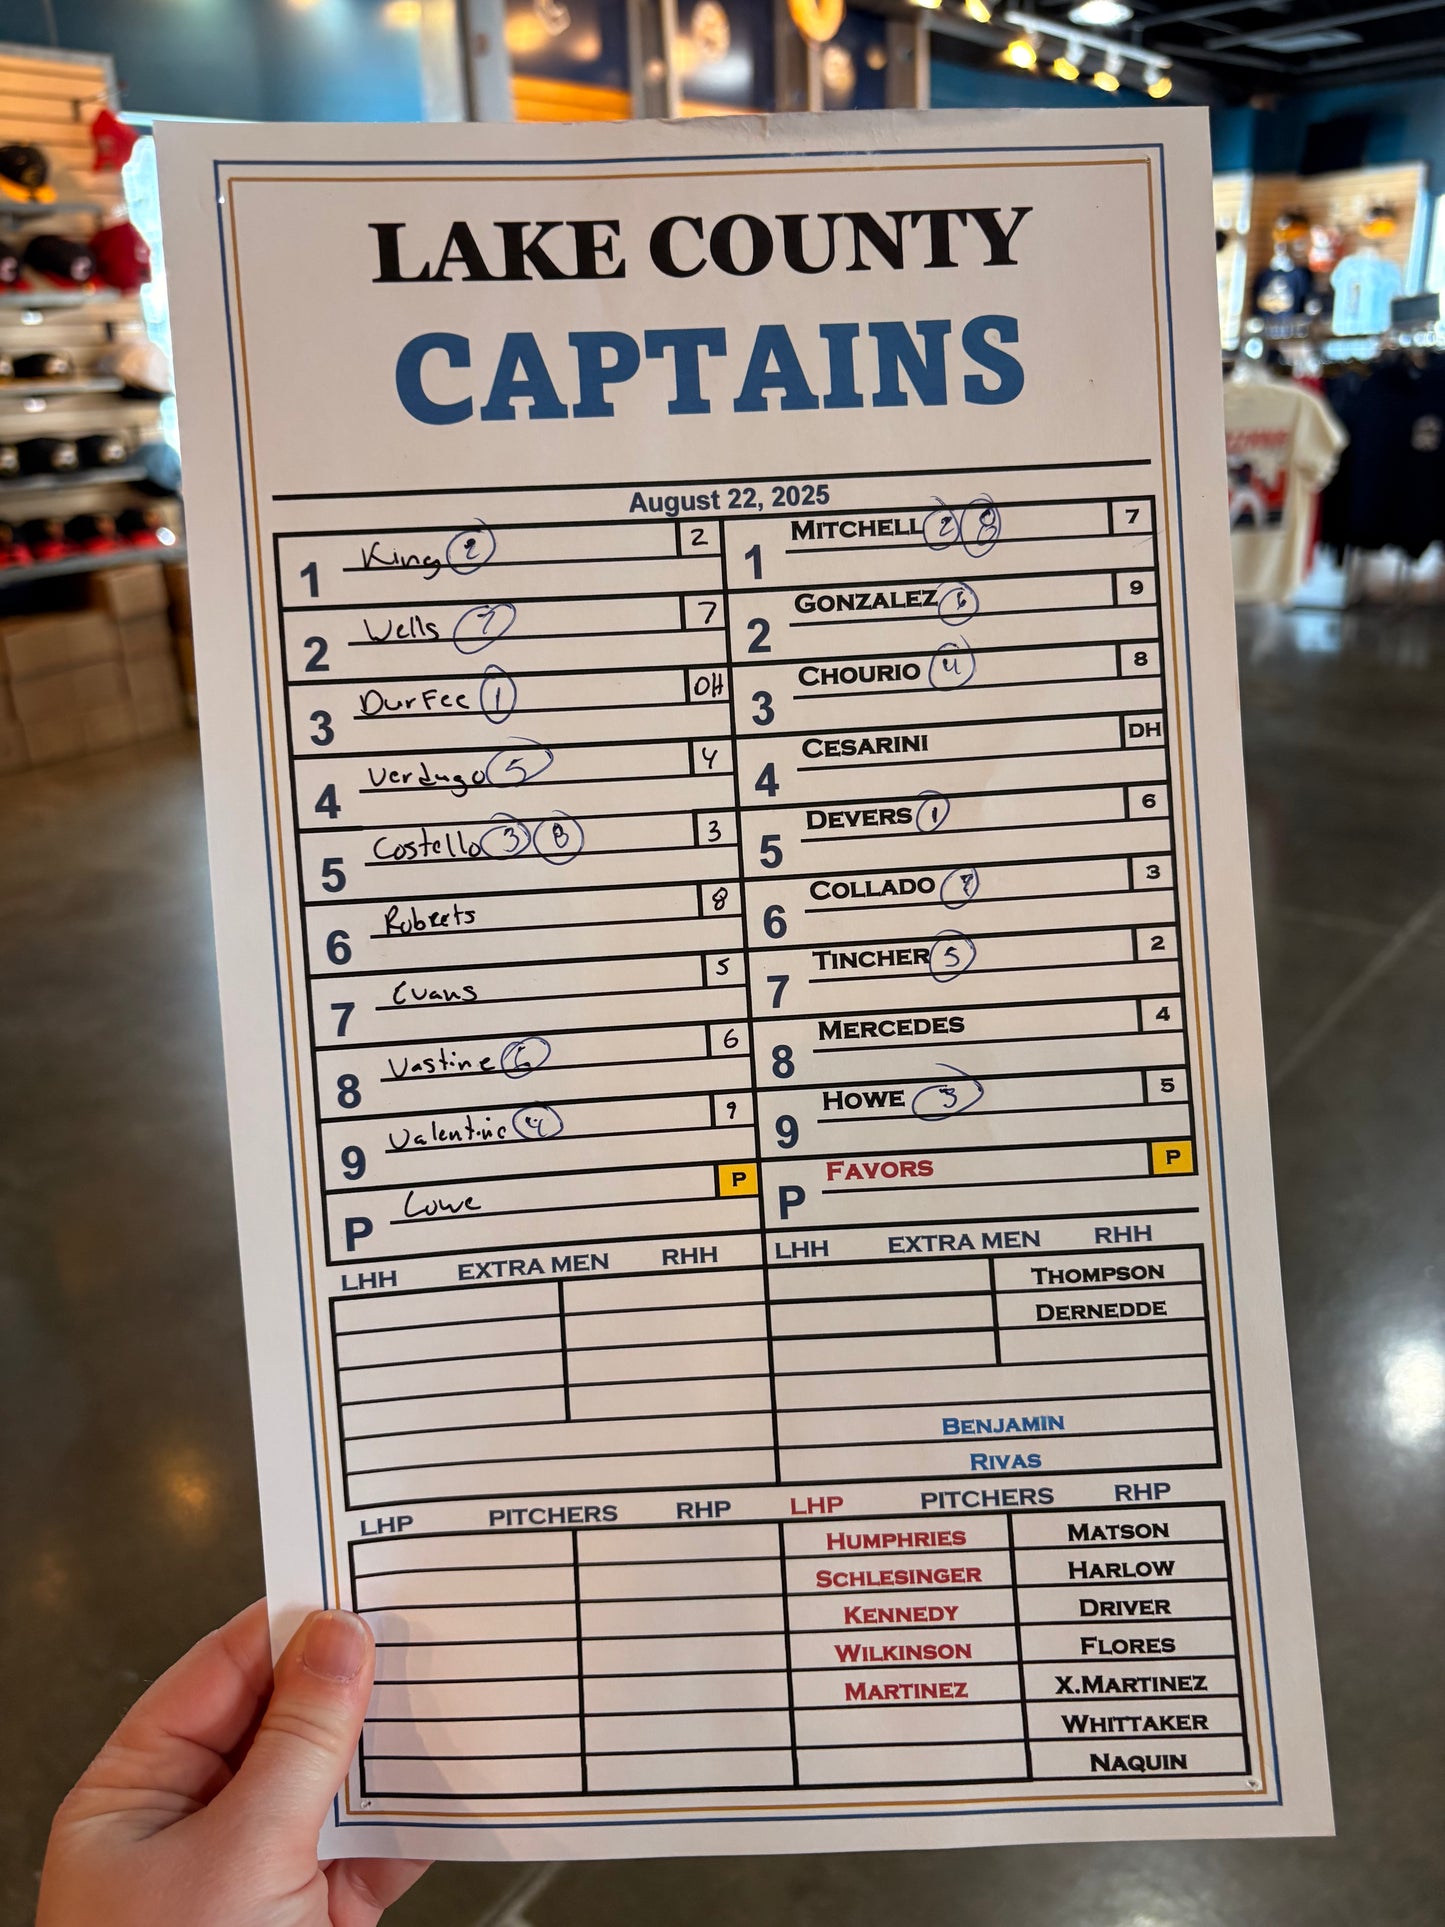 LAKE COUNTY
CAPTAINS
August 22, 2025
1 King 2 2
2 Wells 7 7
3 Durfee 1 DH
4 Verdugo 5 4
5 Costello 3 8 3
6 Roberts 8
7 Evans 5
8 Vastine 6 6
9 Valentine 4 9
P Lowe P
LHH EXTRA MEN RHH
LHP PITCHERS RHP
1 MITCHELL 2 8 7
2 GONZALEZ 6 9
3 CHOURIO 4 8
4 CESARINI DH
5 DEVERS 1 6
6 COLLADO 7 3
7 TINCHER 5 2
8 MERCEDES 4
9 HOWE 3 5
P FAVORS P
LHH EXTRA MEN RHH
THOMPSON
DERNEDDE
BENJAMIN
RIVAS
LHP PITCHERS RHP
HUMPHRIES MATSON
SCHLESINGER HARLOW
KENNEDY DRIVER
WILKINSON FLORES
MARTINEZ X.MARTINEZ
WHITTAKER
NAQUIN